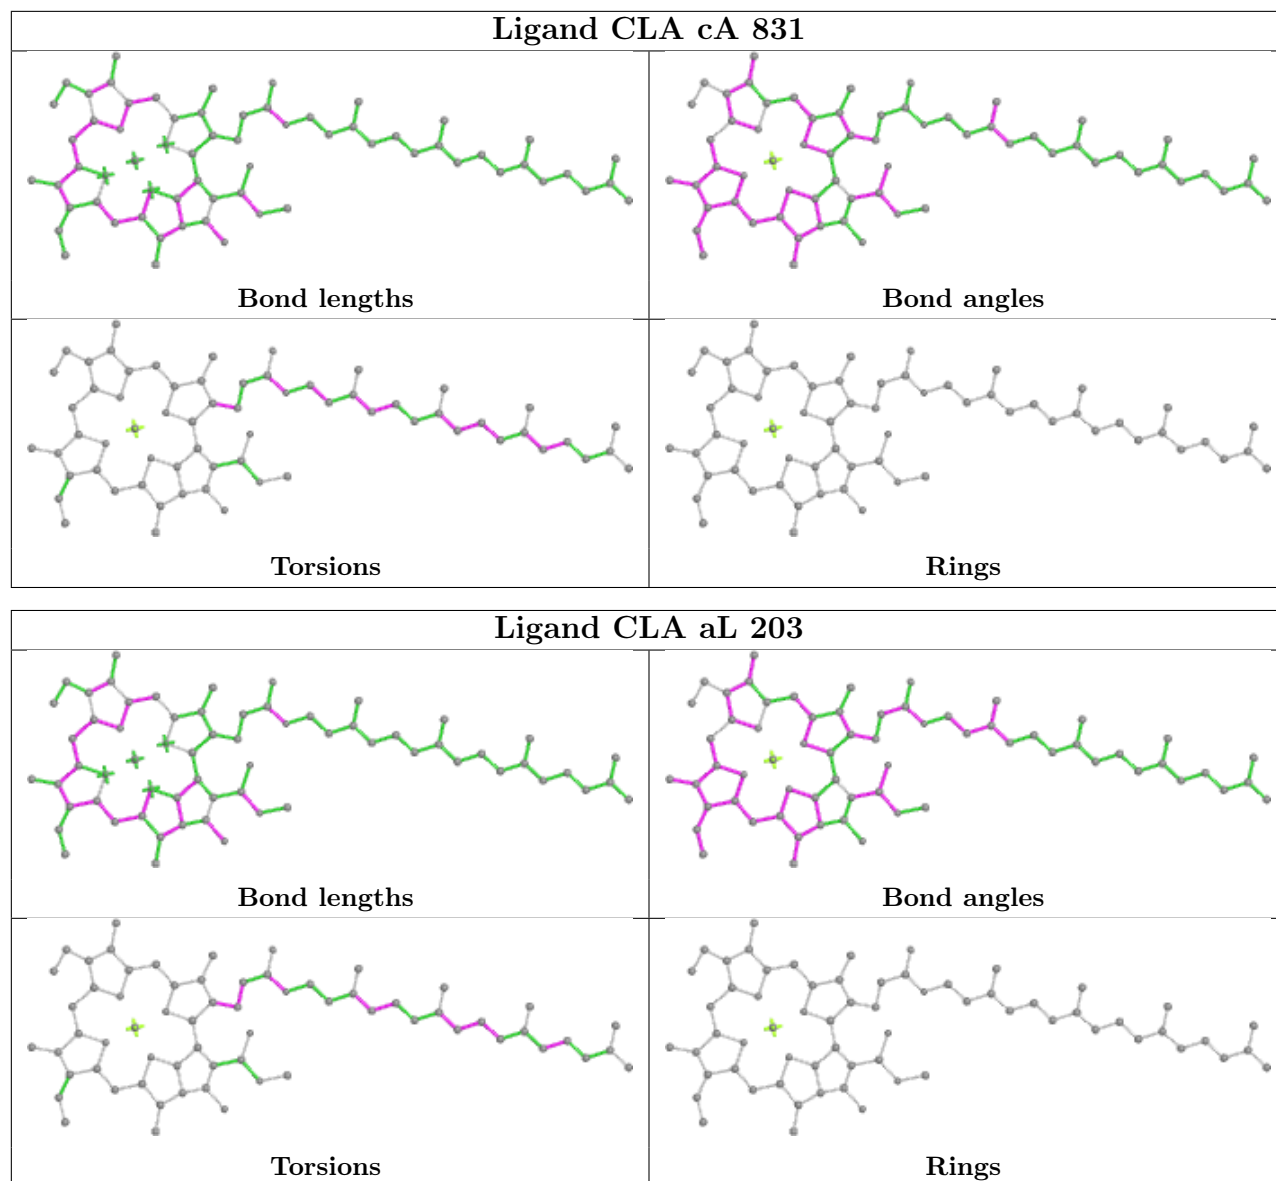 Ligand CLA cA 831
Bond lengths
Bond angles
Torsions
Rings
Ligand CLA aL 203
Bond lengths
Bond angles
Torsions
Rings